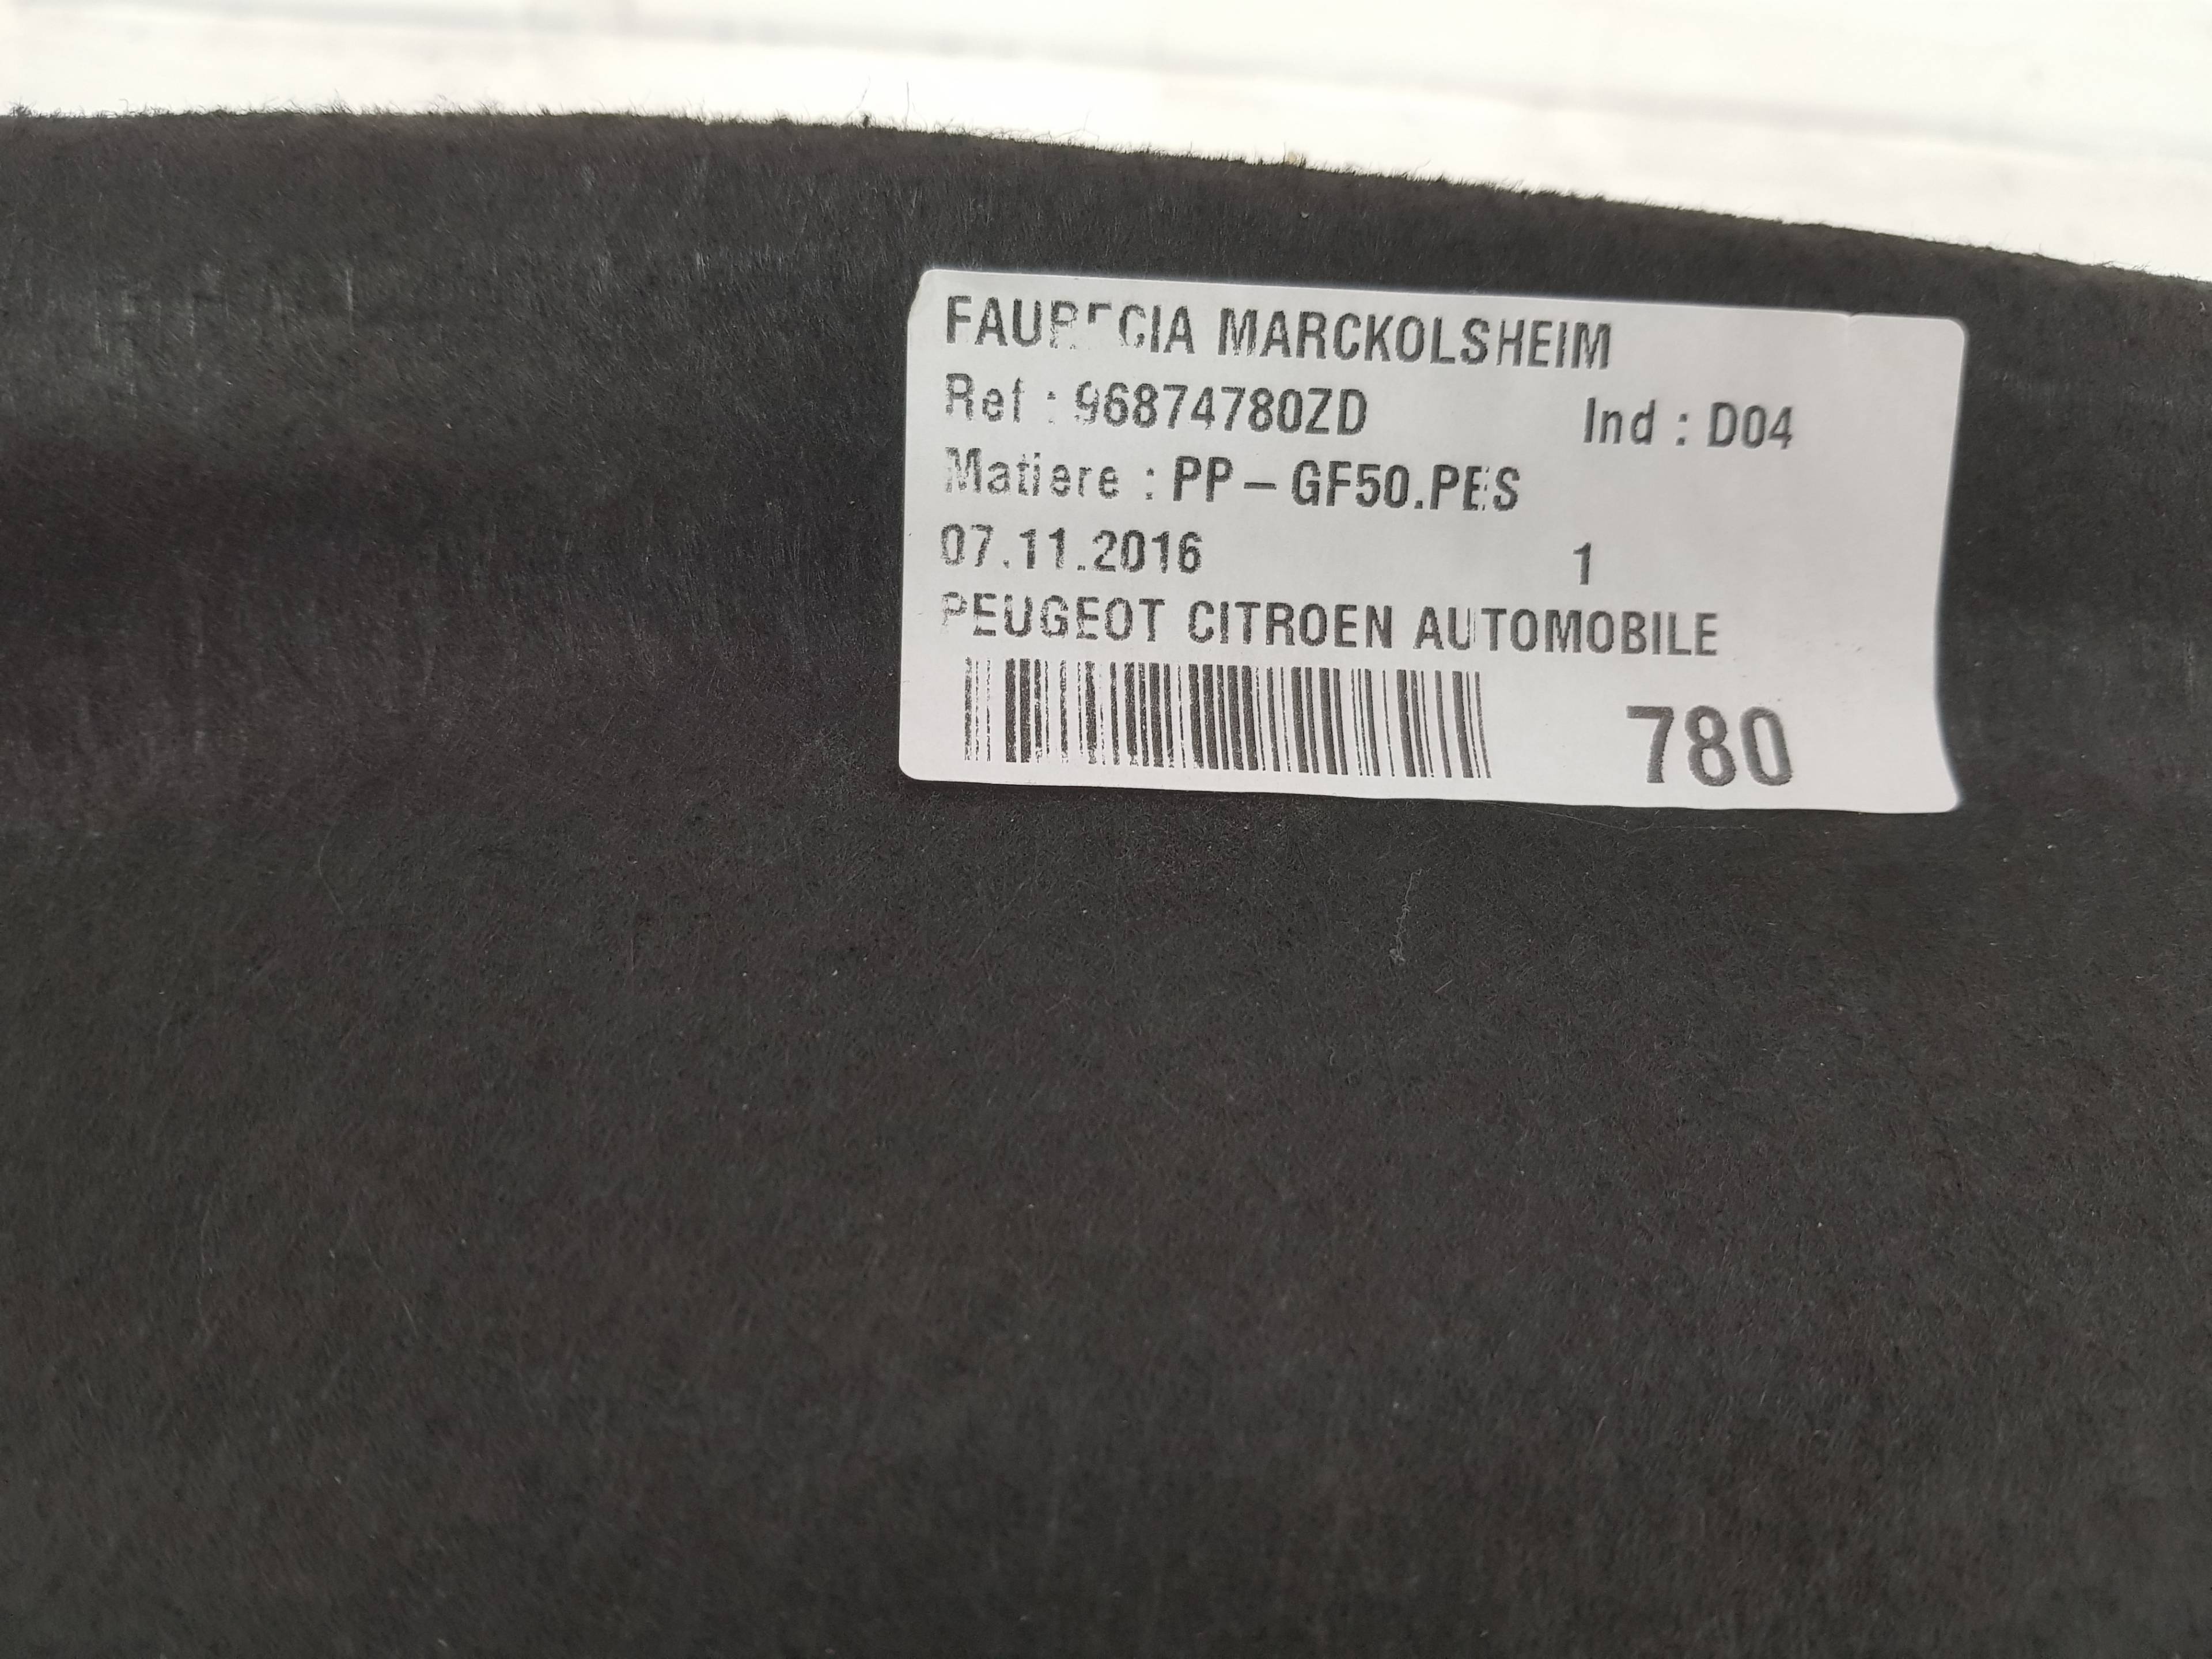 FAURECIA MARCKOLSHEIM
Ref : 96874780ZD Ind : D04
Matiere : PP-GF50.PES
07.11.2016 1
PEUGEOT CITROEN AUTOMOBILE
780